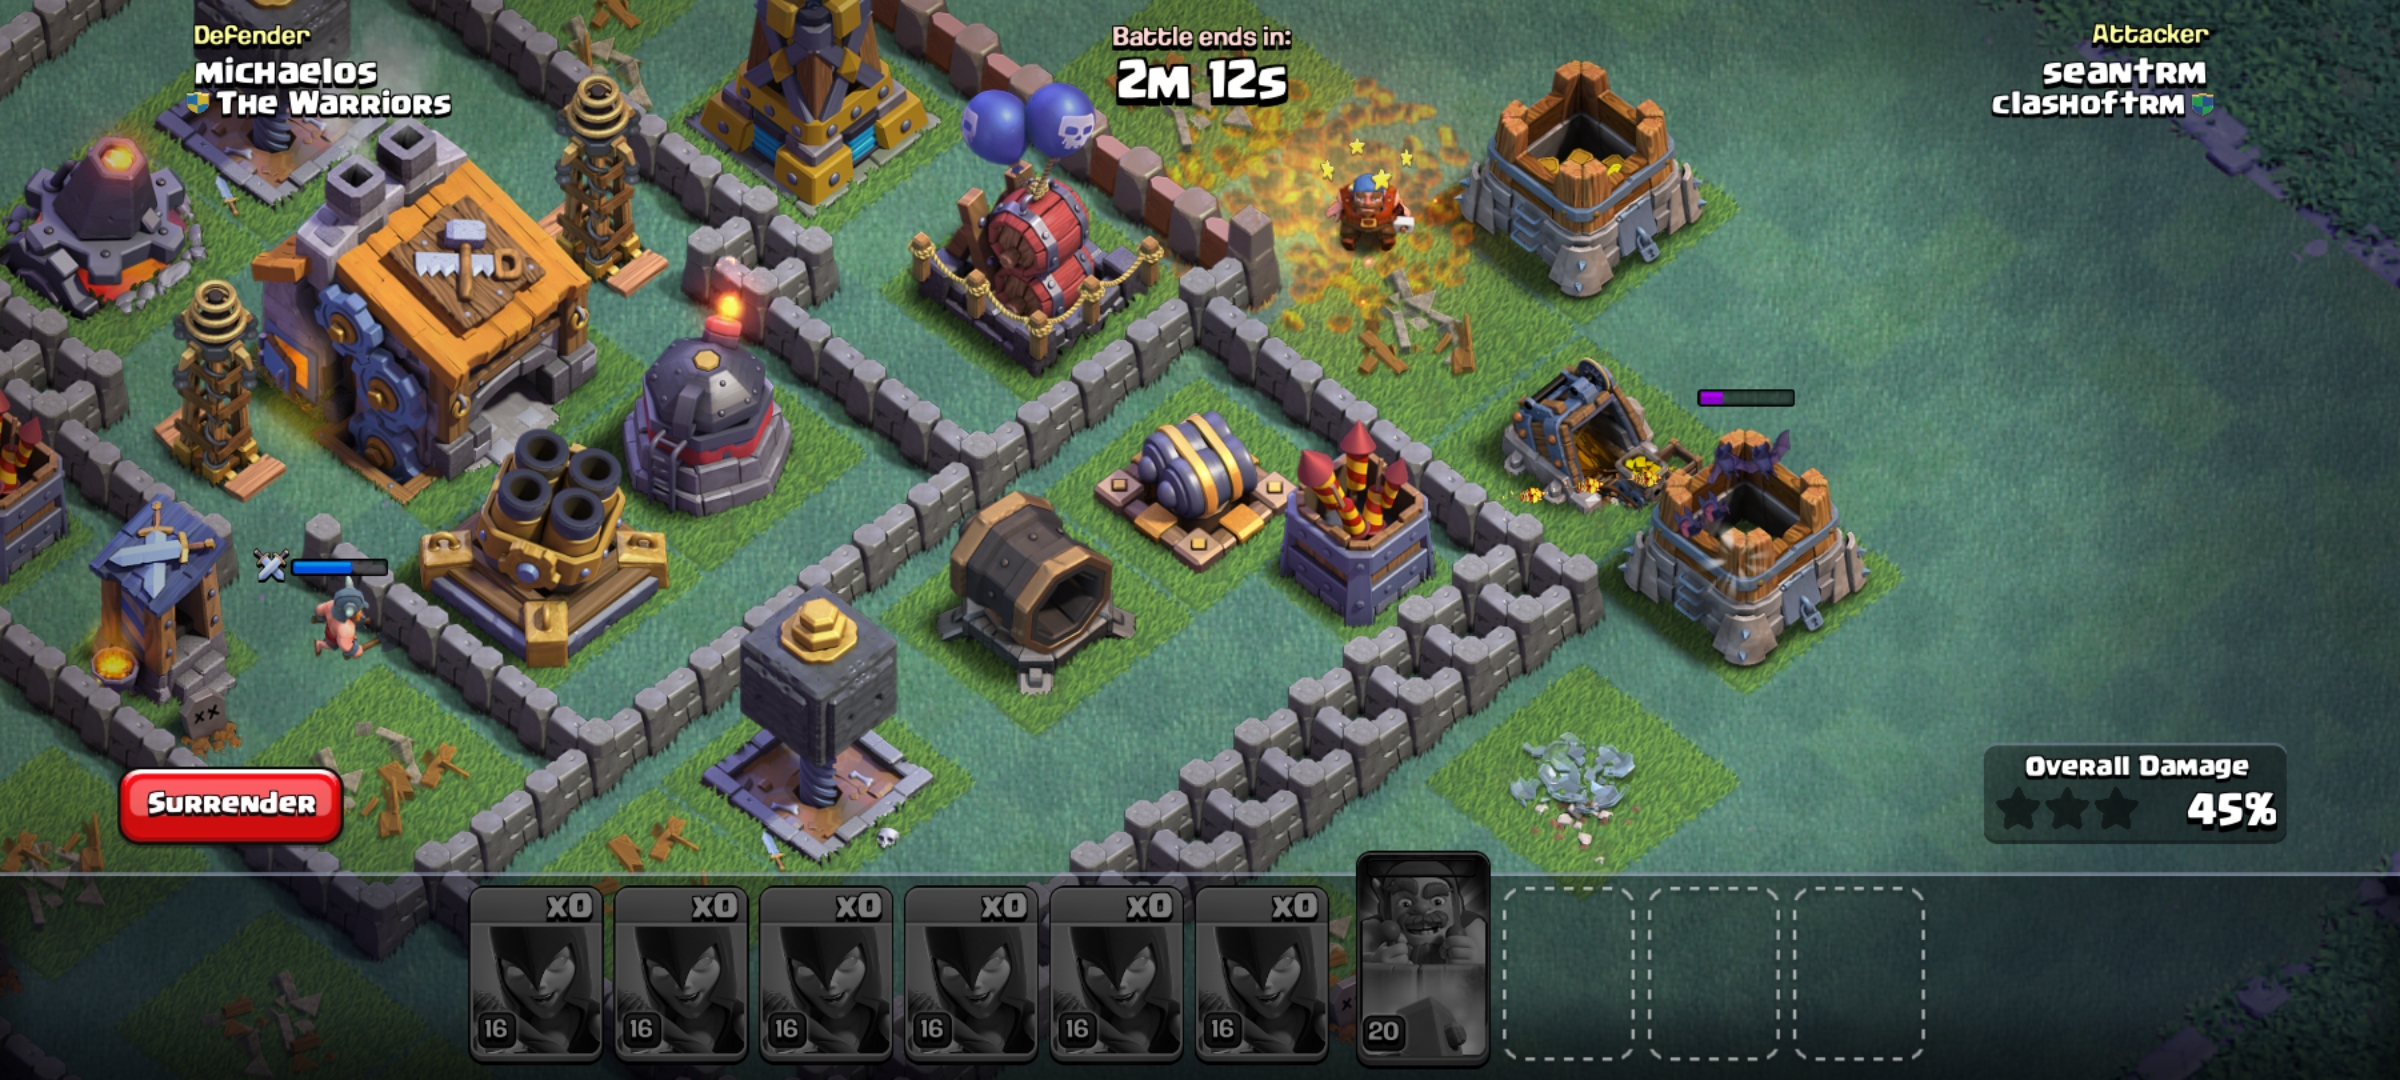 Defender
Michaelos
The Warriors
Battle ends in:
2M 12s
Attacker
seantRM
clashoftRM
Surrender
Overall Damage
45%
x0 x0 x0 x0 x0 x0
16 16 16 16 16 16 20